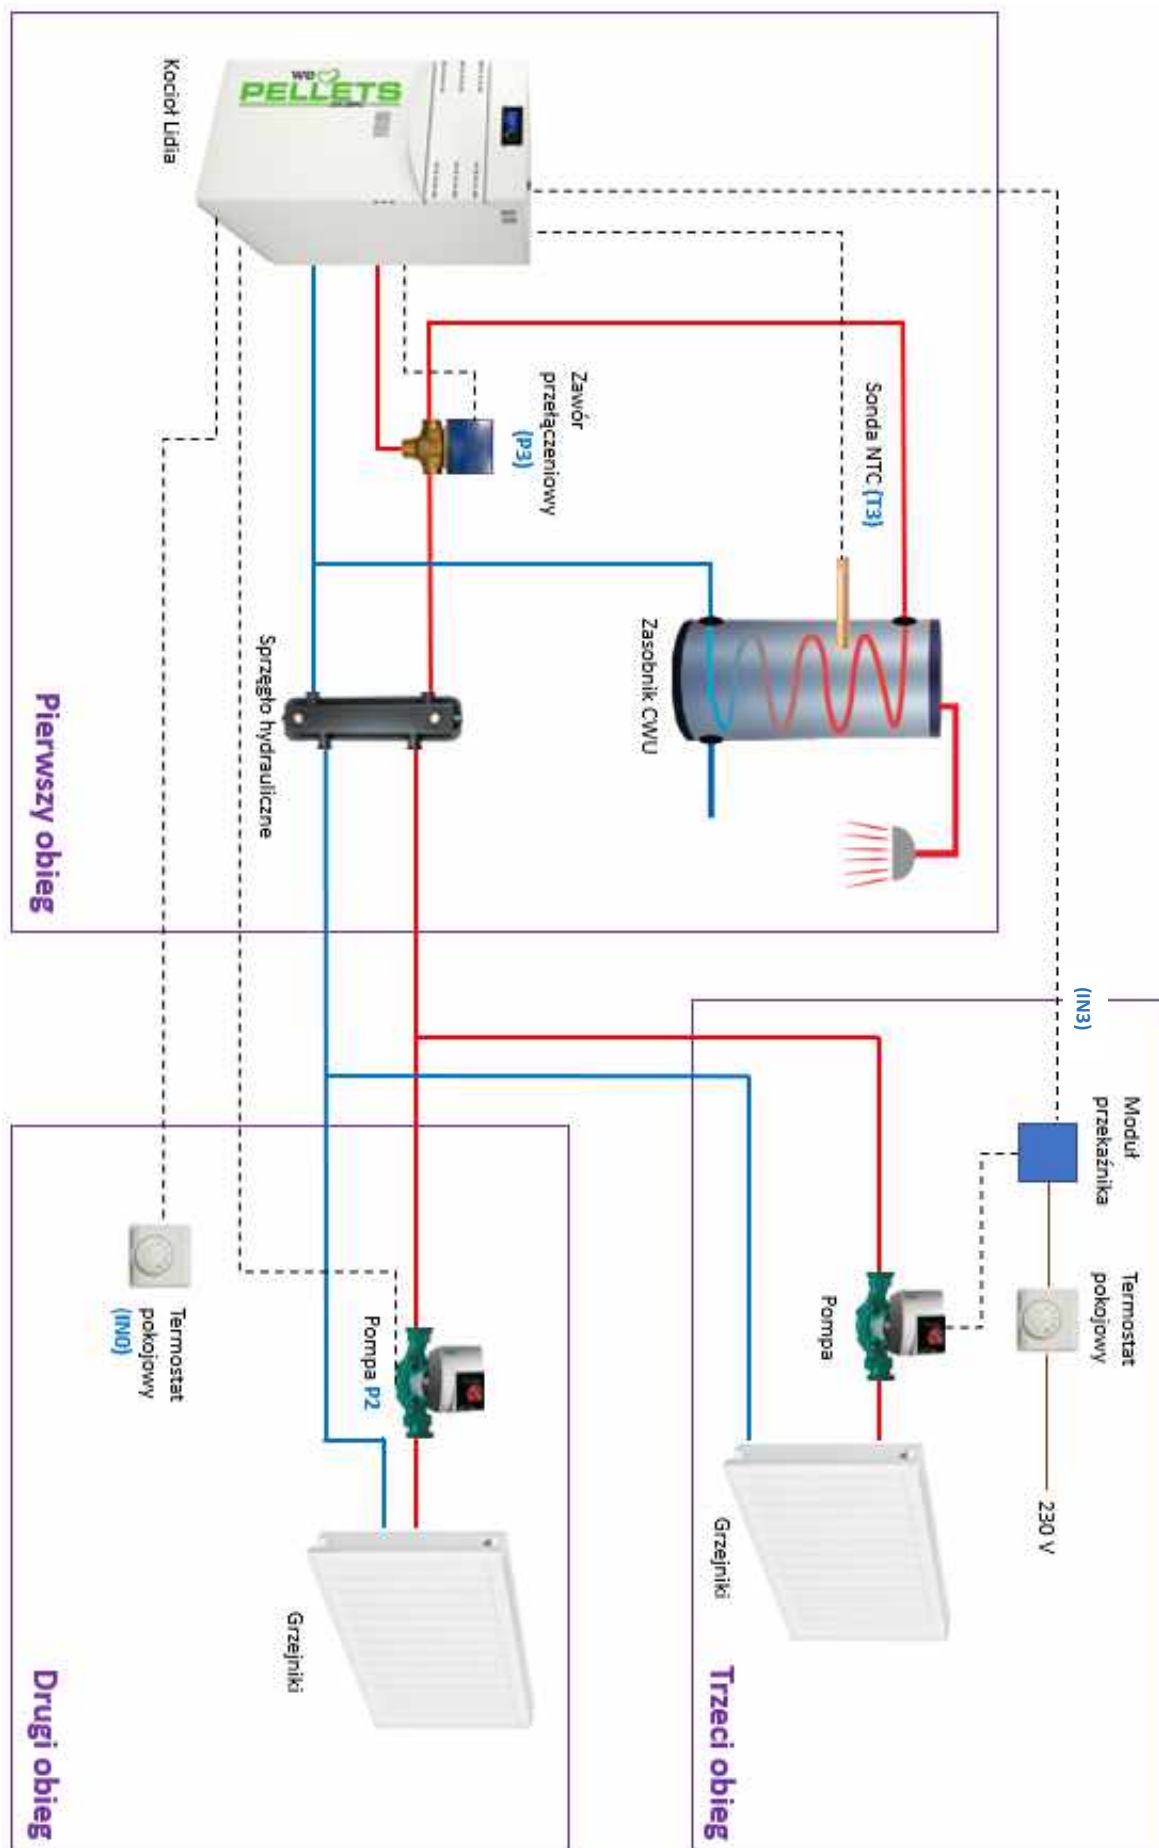 (IN3)
Moduł
przekaźnika
Termostat
pokojowy
230 V
Sonda NTC (T3)
Zawór
przełączeniowy
(P3)
Zasobnik CWU
Pompa
Grzejniki
Trzeci obieg
WE
PELLETS
Kocioł Lidia
Sprzęgło hydrauliczne
Pompa P2
Termostat
pokojowy
(IN0)
Grzejniki
Pierwszy obieg
Drugi obieg